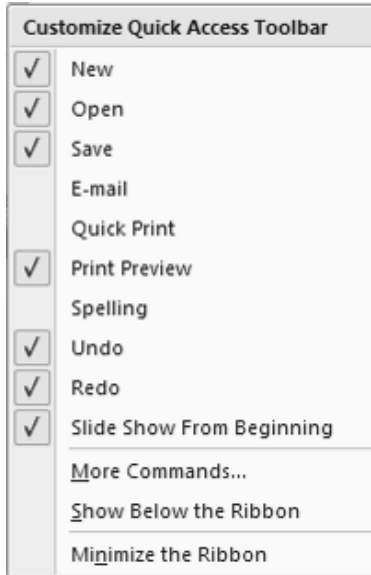 Customize Quick Access Toolbar
New
Open
Save
E-mail
Quick Print
Print Preview
Spelling
Undo
Redo
Slide Show From Beginning
More Commands...
Show Below the Ribbon
Minimize the Ribbon